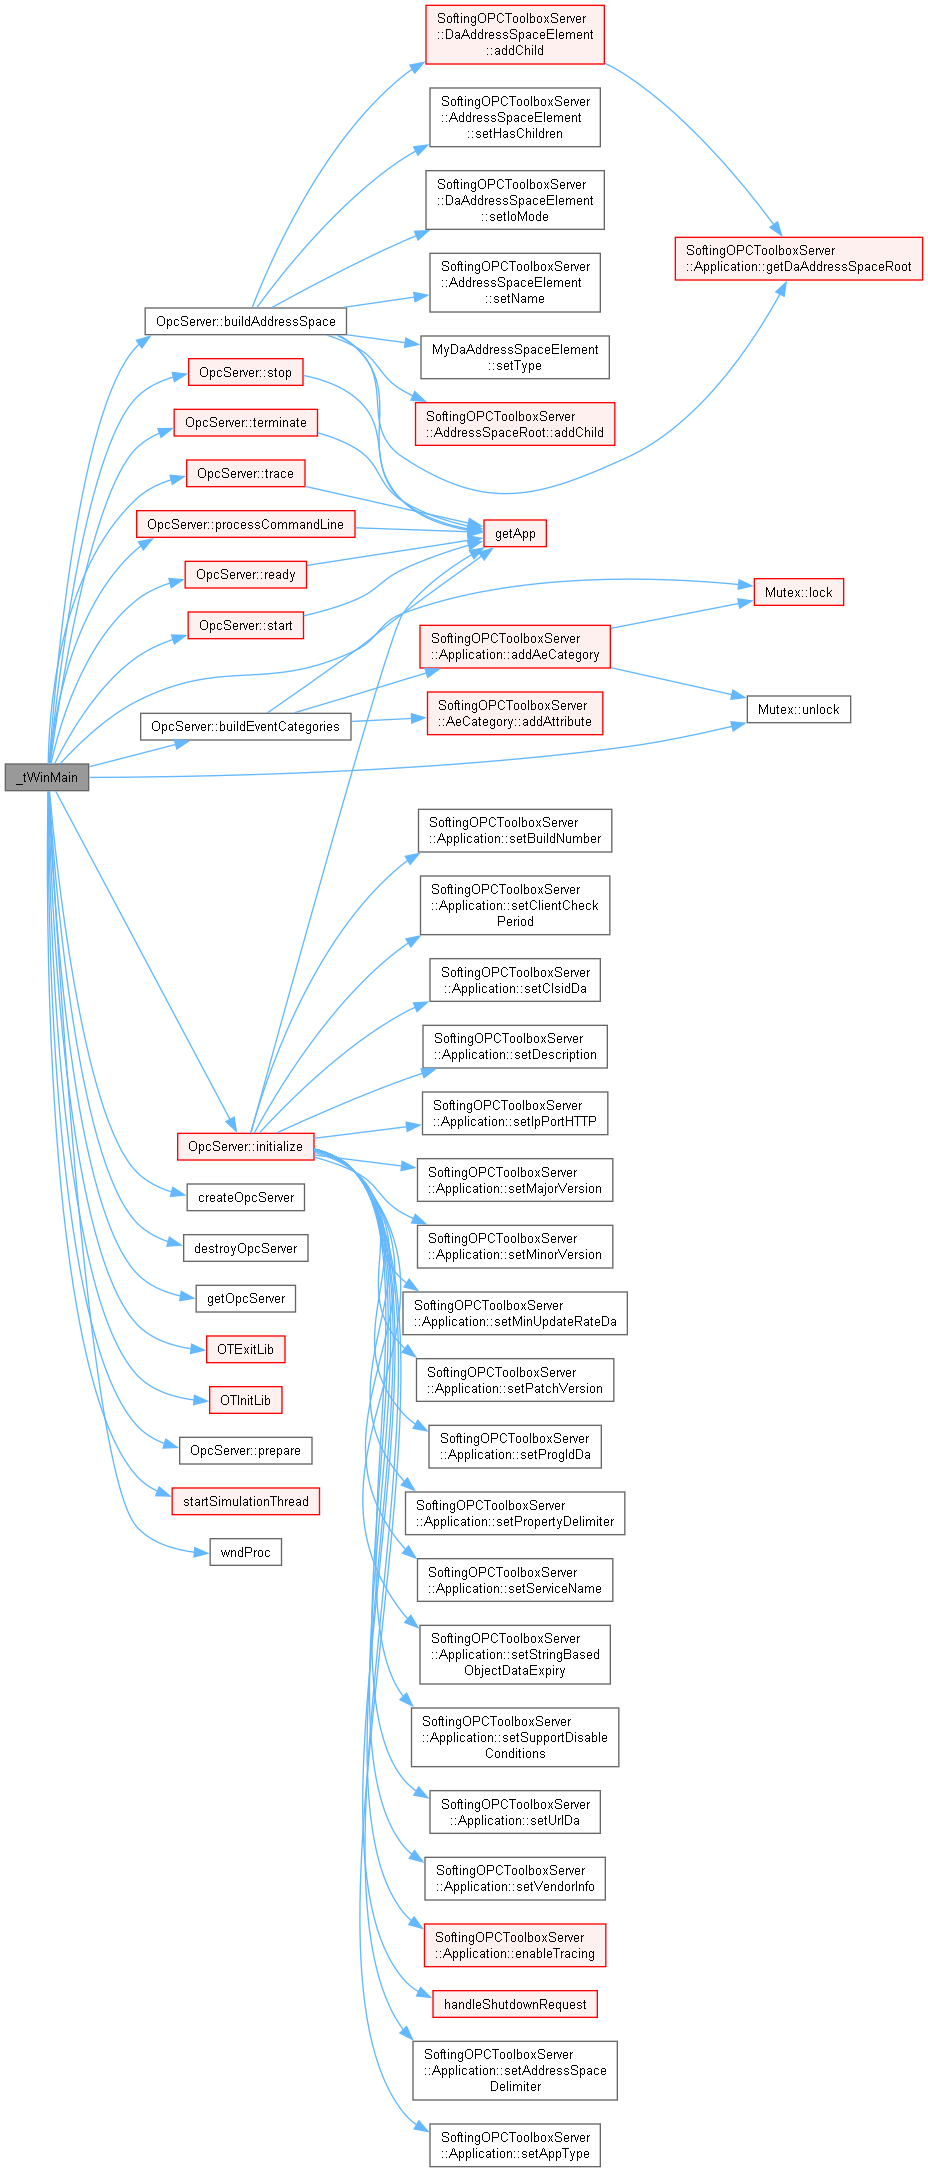 SoftingOPCToolboxServer
::DaAddressSpaceElement
::addChild
SoftingOPCToolboxServer
::AddressSpaceElement
::setHasChildren
SoftingOPCToolboxServer
::DaAddressSpaceElement
::setIoMode
SoftingOPCToolboxServer
::Application::getDaAddressSpaceRoot
SoftingOPCToolboxServer
::AddressSpaceElement
::setName
OpcServer::buildAddressSpace
MyDaAddressSpaceElement
::setType
OpcServer::stop
SoftingOPCToolboxServer
::AddressSpaceRoot::addChild
OpcServer::terminate
OpcServer::trace
OpcServer::processCommandLine
getApp
OpcServer::ready
Mutex::lock
OpcServer::start
SoftingOPCToolboxServer
::Application::addAeCategory
SoftingOPCToolboxServer
::AeCategory::addAttribute
Mutex::unlock
OpcServer::buildEventCategories
_tWinMain
SoftingOPCToolboxServer
::Application::setBuildNumber
SoftingOPCToolboxServer
::Application::setClientCheck
Period
SoftingOPCToolboxServer
::Application::setClsidDa
SoftingOPCToolboxServer
::Application::setDescription
SoftingOPCToolboxServer
::Application::setIpPortHTTP
OpcServer::initialize
SoftingOPCToolboxServer
::Application::setMajorVersion
createOpcServer
SoftingOPCToolboxServer
::Application::setMinorVersion
destroyOpcServer
getOpcServer
SoftingOPCToolboxServer
::Application::setMinUpdateRateDa
OTExitLib
SoftingOPCToolboxServer
::Application::setPatchVersion
OTInitLib
SoftingOPCToolboxServer
::Application::setProgIdDa
OpcServer::prepare
startSimulationThread
SoftingOPCToolboxServer
::Application::setPropertyDelimiter
wndProc
SoftingOPCToolboxServer
::Application::setServiceName
SoftingOPCToolboxServer
::Application::setStringBased
ObjectDataExpiry
SoftingOPCToolboxServer
::Application::setSupportDisable
Conditions
SoftingOPCToolboxServer
::Application::setUrlDa
SoftingOPCToolboxServer
::Application::setVendorInfo
SoftingOPCToolboxServer
::Application::enableTracing
handleShutdownRequest
SoftingOPCToolboxServer
::Application::setAddressSpace
Delimiter
SoftingOPCToolboxServer
::Application::setAppType